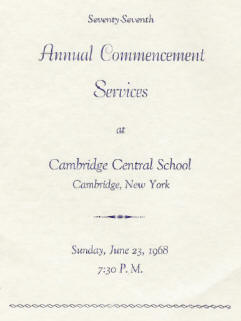 Seventy-Seventh
Annual Commencement
Services
at
Cambridge Central School
Cambridge, New York
Sunday, June 23, 1968
7:30 P. M.